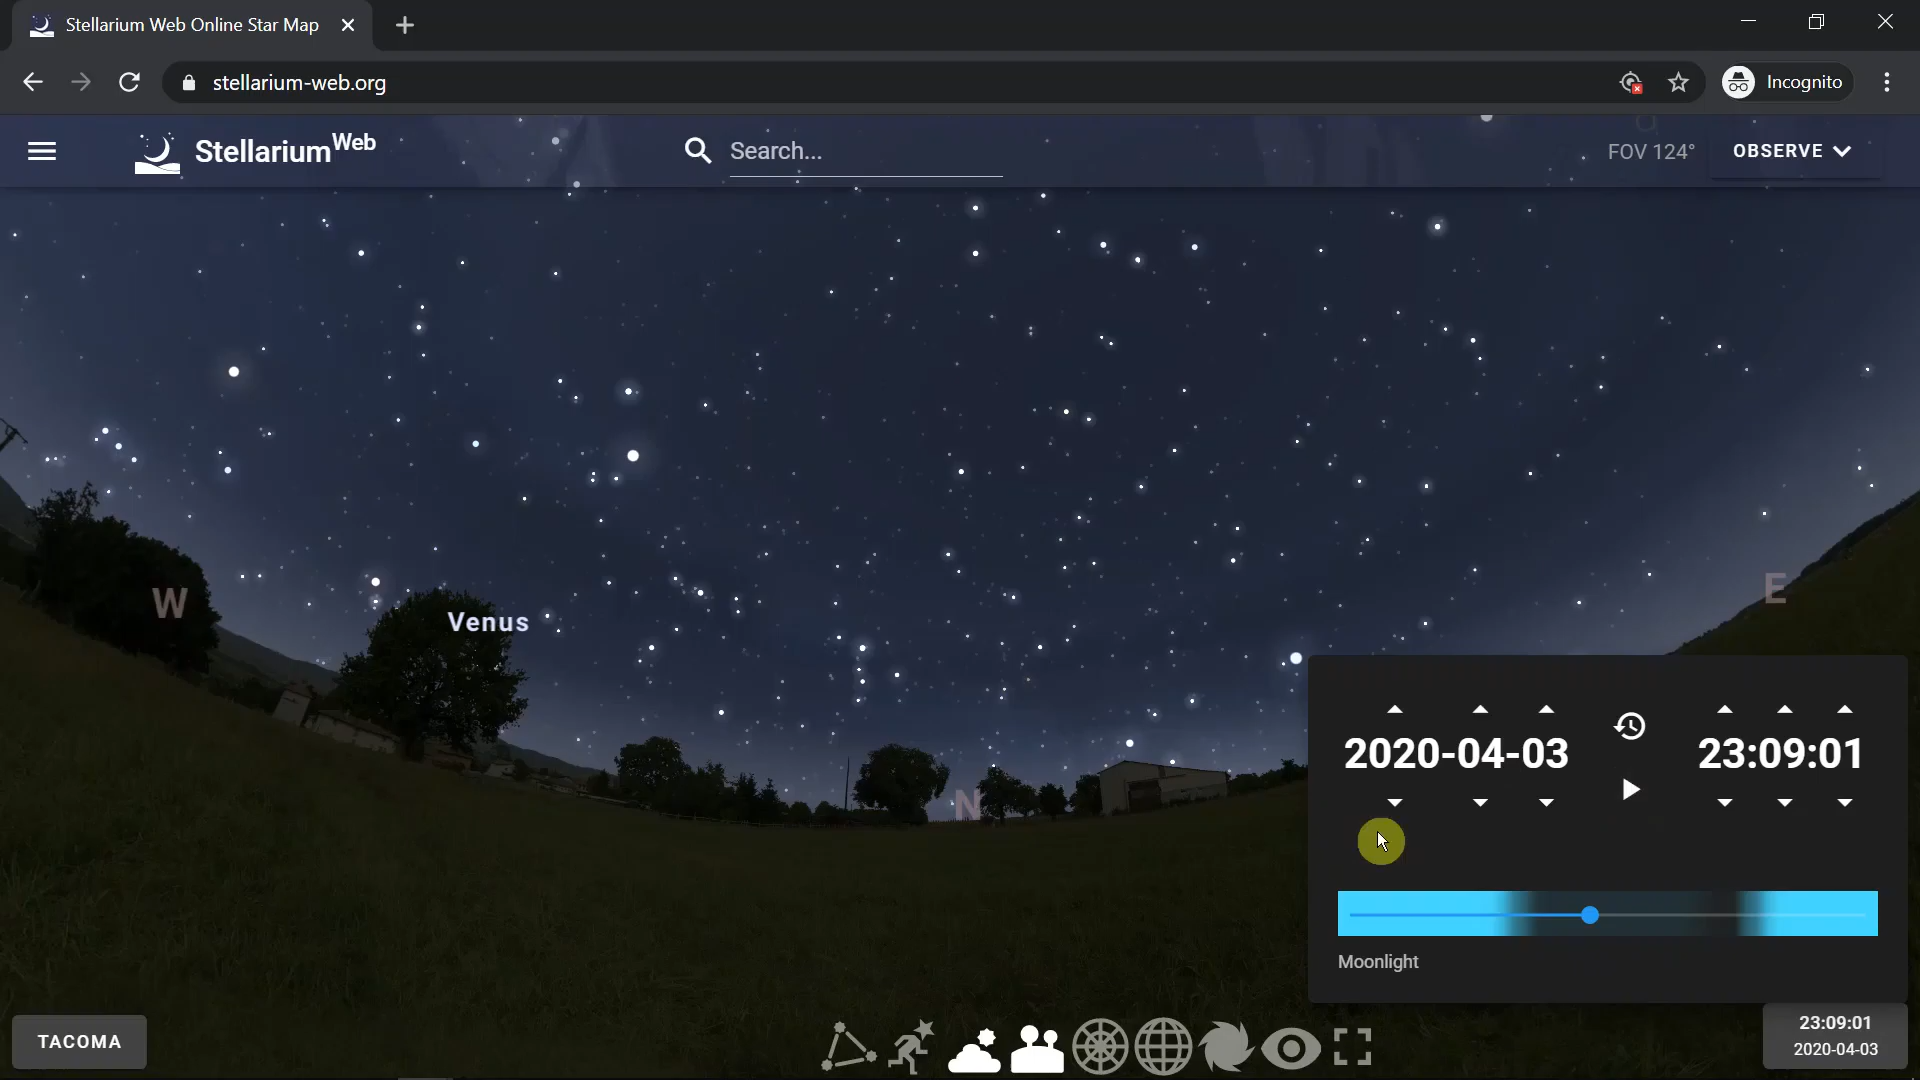 Stellarium Web Online Star Map
stellarium-web.org
Incognito
StellariumWeb
Search...
FOV 124°
OBSERVE
W
Venus
N
E
2020-04-03
23:09:01
Moonlight
TACOMA
23:09:01
2020-04-03